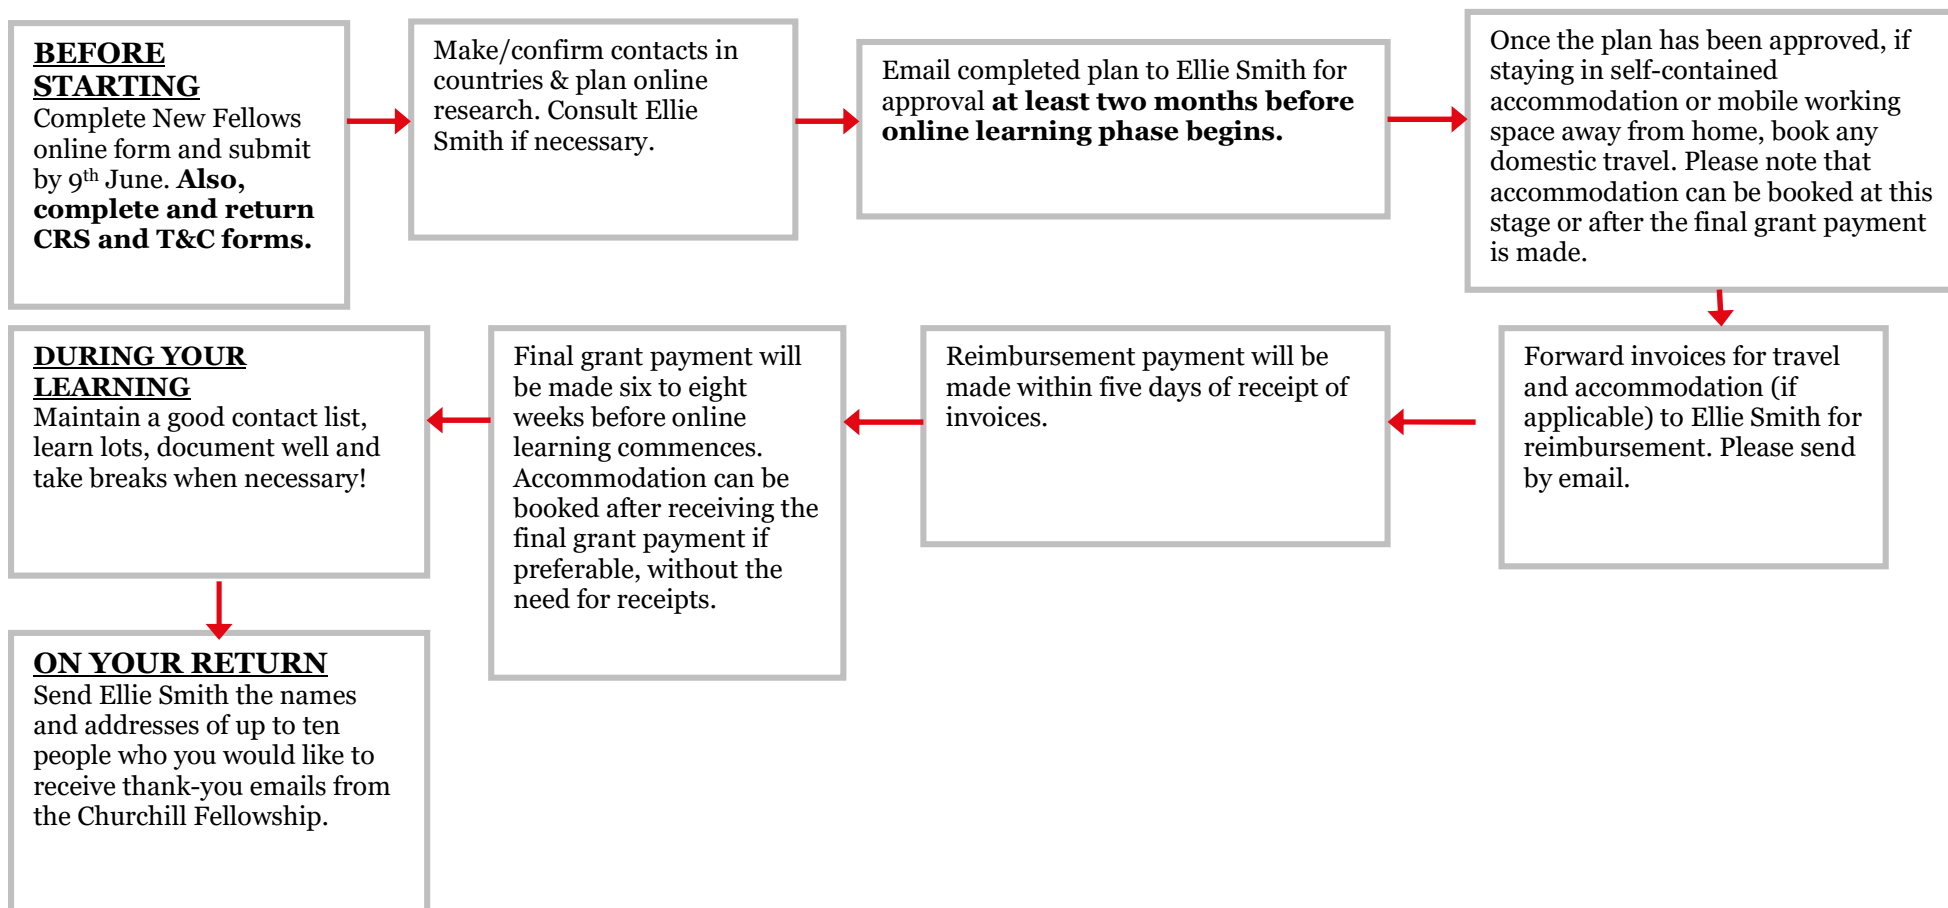 BEFORE
STARTING
Complete New Fellows
online form and submit
by 9th June. Also,
complete and return
CRS and T&C forms.
Make/confirm contacts in
countries & plan online
research. Consult Ellie
Smith if necessary.
Email completed plan to Ellie Smith for
approval at least two months before
online learning phase begins.
Once the plan has been approved, if
staying in self-contained
accommodation or mobile working
space away from home, book any
domestic travel. Please note that
accommodation can be booked at this
stage or after the final grant payment
is made.
Forward invoices for travel
and accommodation (if
applicable) to Ellie Smith for
reimbursement. Please send
by email.
Reimbursement payment will be
made within five days of receipt of
invoices.
Final grant payment will
be made six to eight
weeks before online
learning commences.
Accommodation can be
booked after receiving the
final grant payment if
preferable, without the
need for receipts.
DURING YOUR
LEARNING
Maintain a good contact list,
learn lots, document well and
take breaks when necessary!
ON YOUR RETURN
Send Ellie Smith the names
and addresses of up to ten
people who you would like to
receive thank-you emails from
the Churchill Fellowship.